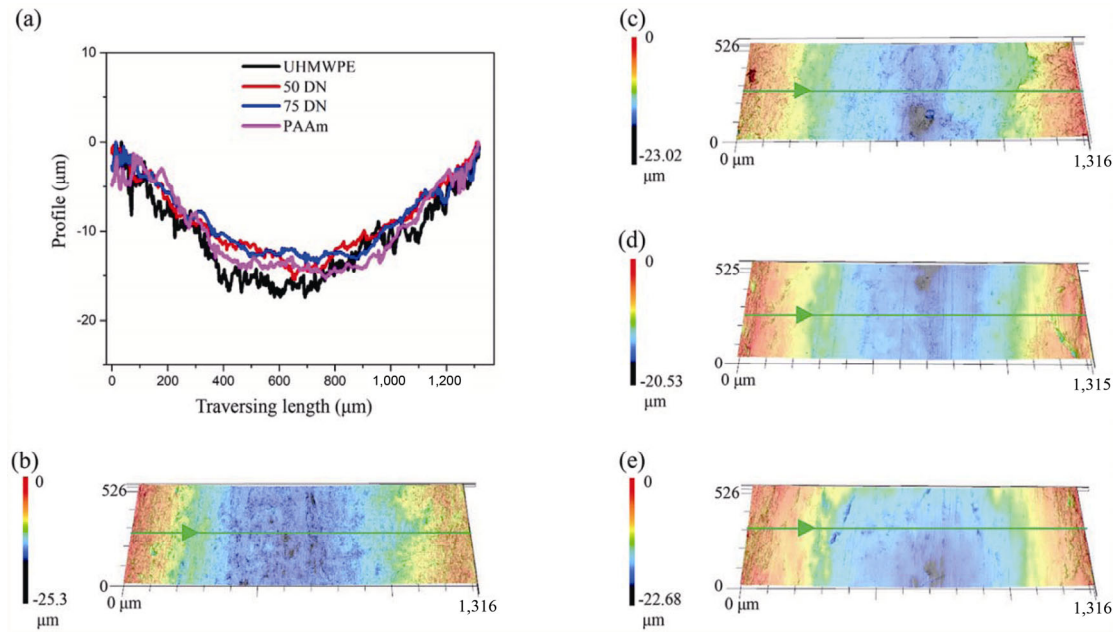 (a)
10
0
-10
-20
Profile (μm)
UHMWPE
50 DN
75 DN
PAAm
0
200
400
600
800
1,000
1,200
Traversing length (μm)
(b)
0
-25.3
μm
526
0
0 μm
1,316
(c)
0
-23.02
μm
526
0
0 μm
1,316
(d)
0
-20.53
μm
525
0
0 μm
1,315
(e)
0
-22.68
μm
526
0
0 μm
1,316